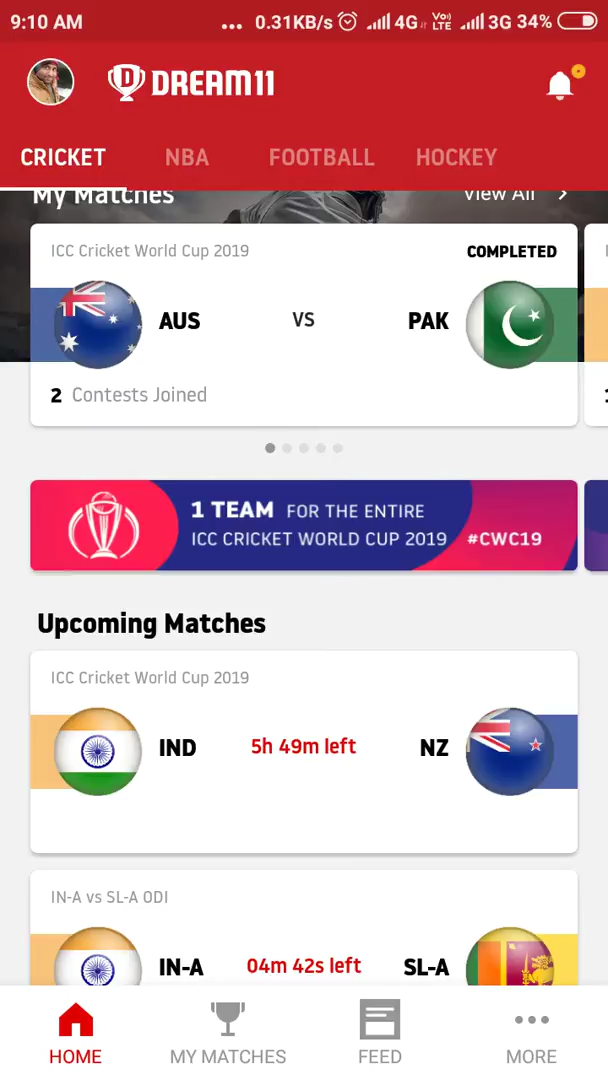 9:10 AM ... 0.31KB/s 4G VoLTE 3G 34%
DREAM11
CRICKET NBA FOOTBALL HOCKEY
My Matches View All >
ICC Cricket World Cup 2019 COMPLETED
AUS VS PAK
2 Contests Joined
1 TEAM FOR THE ENTIRE
ICC CRICKET WORLD CUP 2019 #CWC19
Upcoming Matches
ICC Cricket World Cup 2019
IND 5h 49m left NZ
IN-A vs SL-A ODI
IN-A 04m 42s left SL-A
HOME MY MATCHES FEED MORE